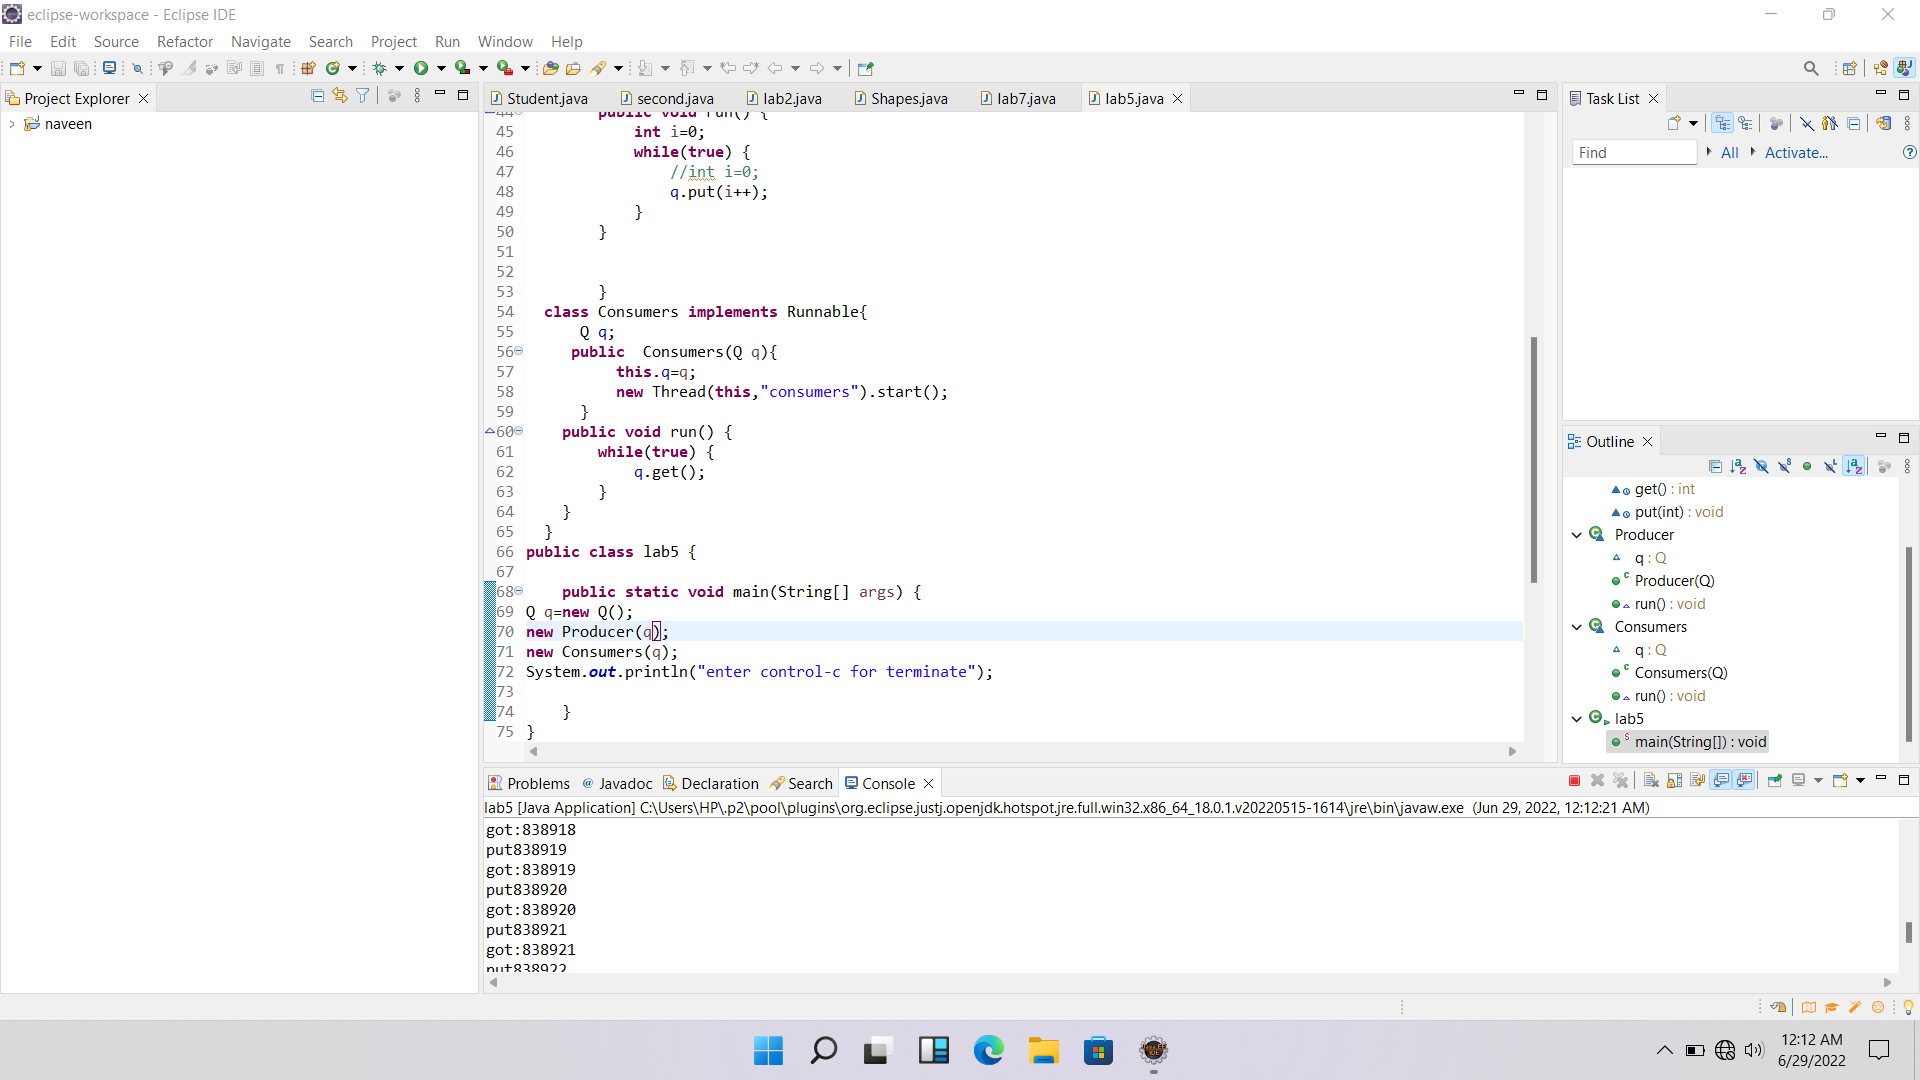 eclipse-workspace - Eclipse IDE
File Edit Source Refactor Navigate Search Project Run Window Help
Project Explorer
naveen
Student.java second.java lab2.java Shapes.java lab7.java lab5.java
44 public void run() {
45 int i=0;
46 while(true) {
47 //int i=0;
48 q.put(i++);
49 }
50 }
51
52
53 }
54 class Consumers implements Runnable{
55 Q q;
56 public Consumers(Q q){
57 this.q=q;
58 new Thread(this,"consumers").start();
59 }
60 public void run() {
61 while(true) {
62 q.get();
63 }
64 }
65 }
66 public class lab5 {
67
68 public static void main(String[] args) {
69 Q q=new Q();
70 new Producer(q);
71 new Consumers(q);
72 System.out.println("enter control-c for terminate");
73
74 }
75 }
Task List
Find All Activate...
Outline
get() : int
put(int) : void
Producer
q : Q
Producer(Q)
run() : void
Consumers
q : Q
Consumers(Q)
run() : void
lab5
main(String[]) : void
Problems @ Javadoc Declaration Search Console
lab5 [Java Application] C:\Users\HP\.p2\pool\plugins\org.eclipse.justj.openjdk.hotspot.jre.full.win32.x86_64_18.0.1.v20220515-1614\jre\bin\javaw.exe (Jun 29, 2022, 12:12:21 AM)
got:838918
put838919
got:838919
put838920
got:838920
put838921
got:838921
put838922
12:12 AM
6/29/2022